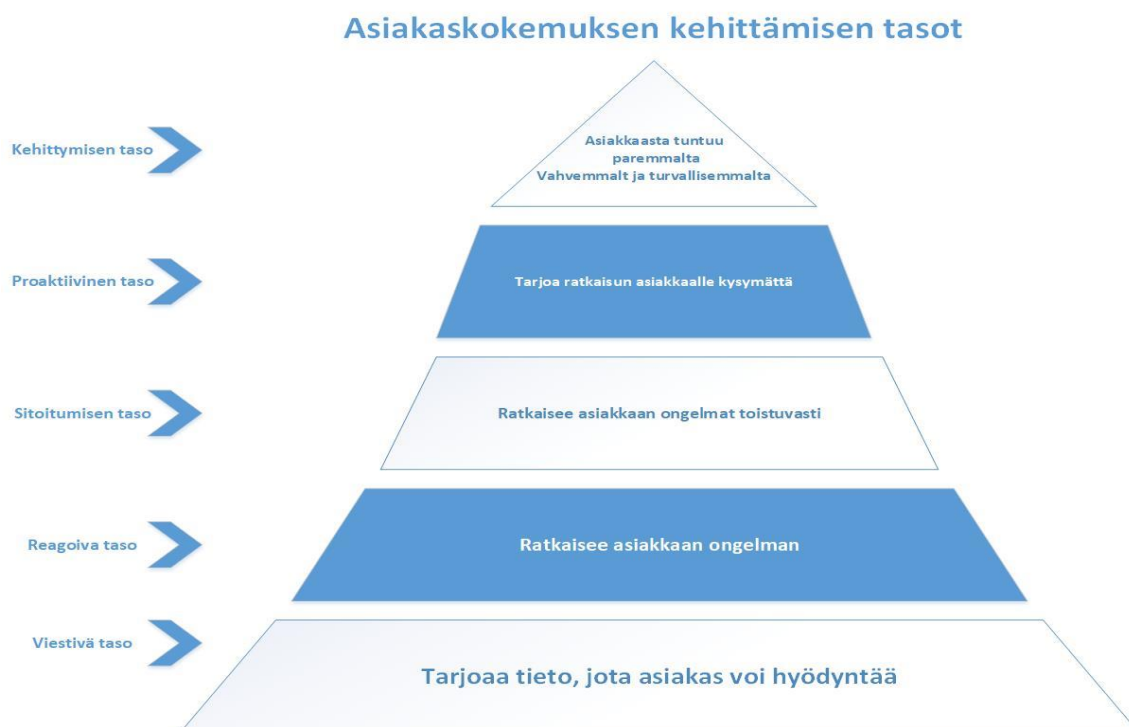 Asiakaskokemuksen kehittämisen tasot
Kehittymisen taso
Asiakkaasta tuntuu
paremmalta
Vahvemmalt ja turvallisemmalta
Proaktiivinen taso
Tarjoa ratkaisun asiakkaalle kysymättä
Sitoitumisen taso
Ratkaisee asiakkaan ongelmat toistuvasti
Reagoiva taso
Ratkaisee asiakkaan ongelman
Viestivä taso
Tarjoaa tieto, jota asiakas voi hyödyntää